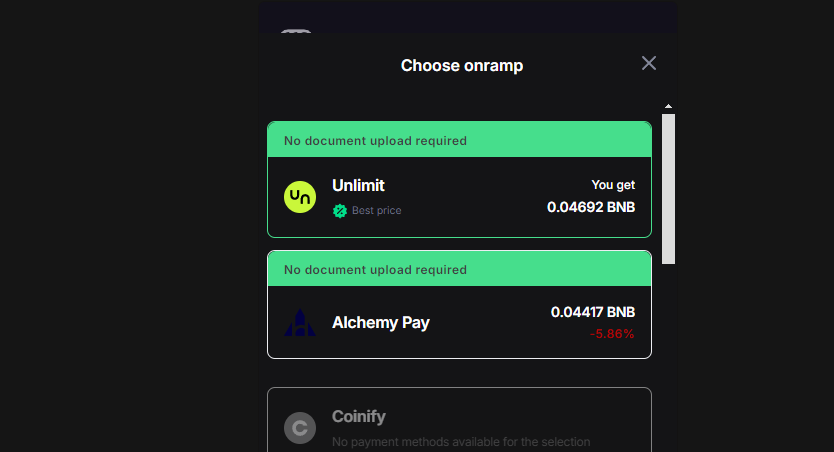 Choose onramp
No document upload required
Unlimit
You get
Best price
0.04692 BNB
No document upload required
Alchemy Pay
0.04417 BNB
-5.86%
Coinify
No payment methods available for the selection